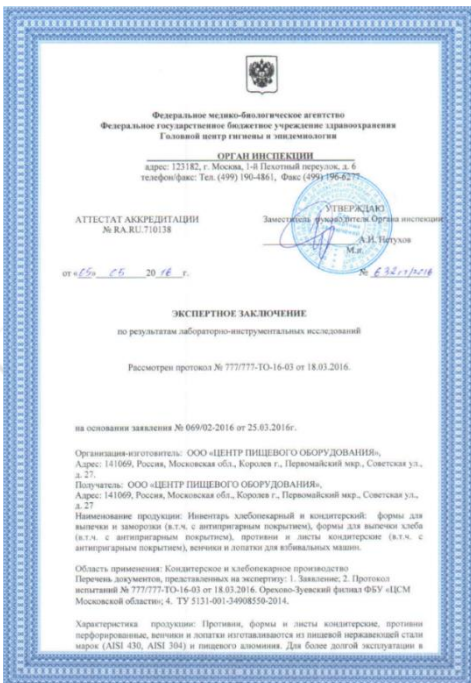 Федеральное медико-биологическое агентство
Федеральное государственное бюджетное учреждение здравоохранения
Головной центр гигиены и эпидемиологии
ОРГАН ИНСПЕКЦИИ
адрес: 123182, г. Москва, 1-й Пехотный переулок, д. 6
телефон/факс: Тел. (499) 190-4861, Факс (499) 196-6277
АТТЕСТАТ АККРЕДИТАЦИИ
№ RA.RU.710138
УТВЕРЖДАЮ
Заместитель руководителя Органа инспекции
А.И. Петухов
М.п.
от «05» 05 2016 г.
№
ЭКСПЕРТНОЕ ЗАКЛЮЧЕНИЕ
по результатам лабораторно-инструментальных исследований
Рассмотрен протокол № 777/777-ТО-16-03 от 18.03.2016.
на основании заявления № 069/02-2016 от 25.03.2016г.
Организация-изготовитель: ООО «ЦЕНТР ПИЩЕВОГО ОБОРУДОВАНИЯ»,
Адрес: 141069, Россия, Московская обл., Королев г., Первомайский мкр., Советская ул.,
д. 27.
Получатель: ООО «ЦЕНТР ПИЩЕВОГО ОБОРУДОВАНИЯ»,
Адрес: 141069, Россия, Московская обл., Королев г., Первомайский мкр., Советская ул.,
д. 27
Наименование продукции: Инвентарь хлебопекарный и кондитерский: формы для
выпечки и заморозки (в.т.ч. с антипригарным покрытием), формы для выпечки хлеба
(в.т.ч. с антипригарным покрытием), противни и листы кондитерские (в.т.ч. с
антипригарным покрытием), венчики и лопатки для взбивальных машин.
Область применения: Кондитерское и хлебопекарное производство
Перечень документов, представленных на экспертизу: 1. Заявление; 2. Протокол
испытаний № 777/777-ТО-16-03 от 18.03.2016. Орехово-Зуевский филиал ФБУ «ЦСМ
Московской области»; 4. ТУ 5131-001-34908550-2014.
Характеристика продукции: Противни, формы и листы кондитерские, противни
перфорированные, венчики и лопатки изготавливаются из пищевой нержавеющей стали
марок (AISI 430, AISI 304) и пищевого алюминия. Для более долгой эксплуатации в